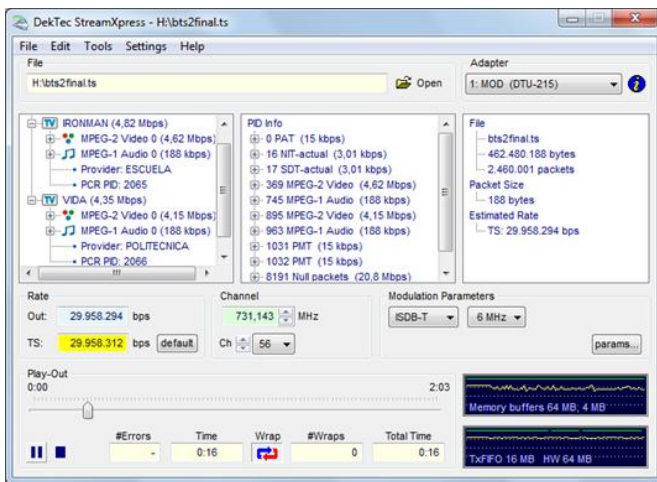 DekTec StreamXpress - H:\bts2final.ts
File Edit Tools Settings Help
File
H:\bts2final.ts
Open
Adapter
1: MOD (DTU-215)
TV IRONMAN (4,82 Mbps)
MPEG-2 Video 0 (4,62 Mbps)
MPEG-1 Audio 0 (188 kbps)
Provider: ESCUELA
PCR PID: 2065
TV VIDA (4,35 Mbps)
MPEG-2 Video 0 (4,15 Mbps)
MPEG-1 Audio 0 (188 kbps)
Provider: POLITECNICA
PCR PID: 2066
PID Info
0 PAT (15 kbps)
16 NIT-actual (3,01 kbps)
17 SDT-actual (3,01 kbps)
369 MPEG-2 Video (4,62 Mbps)
745 MPEG-1 Audio (188 kbps)
895 MPEG-2 Video (4,15 Mbps)
963 MPEG-1 Audio (188 kbps)
1031 PMT (15 kbps)
1032 PMT (15 kbps)
8191 Null packets (20,8 Mbps)
File
bts2final.ts
462.480.188 bytes
2.460.001 packets
Packet Size
188 bytes
Estimated Rate
TS: 29.958.294 bps
Rate
Out: 29.958.294 bps
TS: 29.958.312 bps default
Channel
731,143 MHz
Ch 56
Modulation Parameters
ISDB-T 6 MHz
params...
Play-Out
0:00 2:03
#Errors Time Wrap #Wraps Total Time
- 0:16 0 0:16
Memory buffers 64 MB; 4 MB
TxFIFO 16 MB HW 64 MB